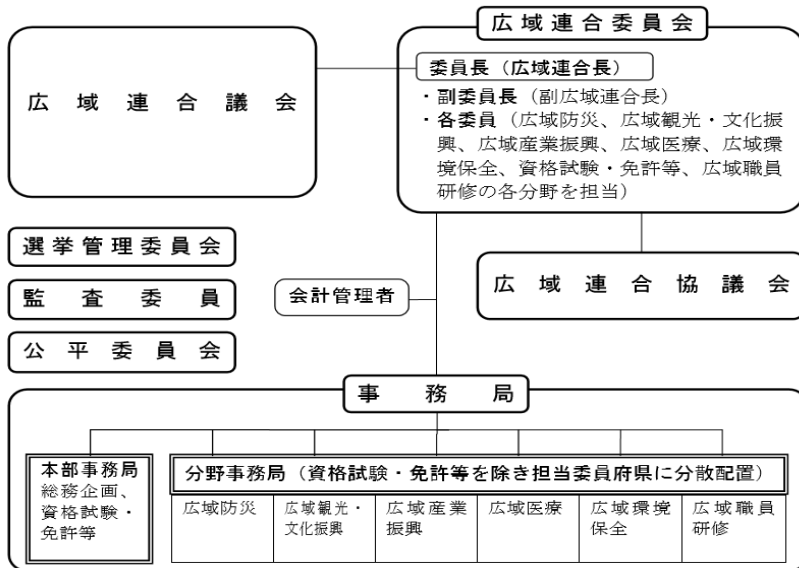 広域連合委員会
広域連合議会
委員長（広域連合長）
・副委員長（副広域連合長）
・各委員（広域防災、広域観光・文化振
興、広域産業振興、広域医療、広域環
境保全、資格試験・免許等、広域職員
研修の各分野を担当）
選挙管理委員会
監査委員
公平委員会
会計管理者
広域連合協議会
事務局
本部事務局
総務企画、
資格試験・
免許等
分野事務局（資格試験・免許等を除き担当委員府県に分散配置）
広域防災
広域観光・
文化振興
広域産業
振興
広域医療
広域環境
保全
広域職員
研修